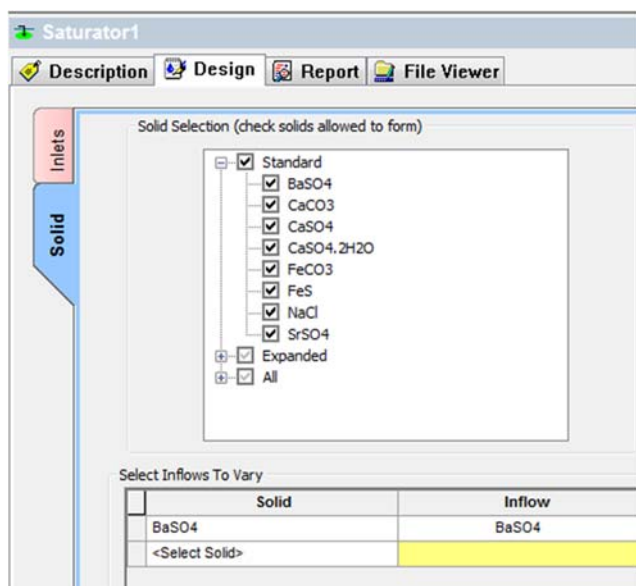 Saturator1
Description Design Report File Viewer
Inlets
Solid
Solid Selection (check solids allowed to form)
Standard
BaSO4
CaCO3
CaSO4
CaSO4.2H2O
FeCO3
FeS
NaCl
SrSO4
Expanded
All
Select Inflows To Vary
Solid Inflow
BaSO4 BaSO4
<Select Solid>